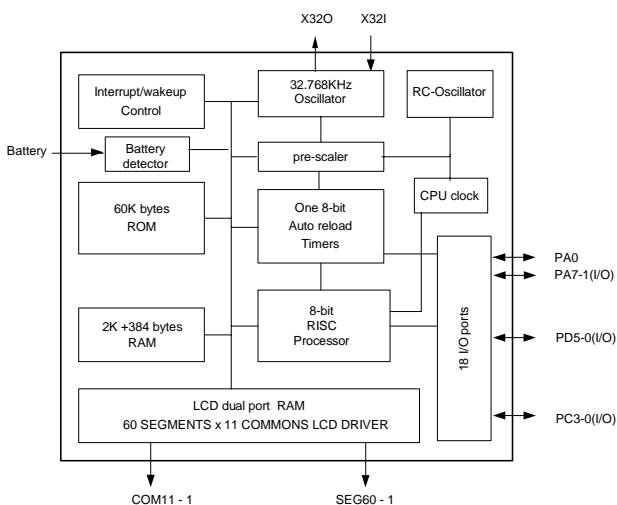 X32O X32I
32.768KHz
Oscillator
Interrupt/wakeup
Control
RC-Oscillator
Battery
Battery
detector
pre-scaler
CPU clock
60K bytes
ROM
One 8-bit
Auto reload
Timers
PA0
PA7-1(I/O)
2K +384 bytes
RAM
8-bit
RISC
Processor
18 I/O ports
PD5-0(I/O)
PC3-0(I/O)
LCD dual port RAM
60 SEGMENTS x 11 COMMONS LCD DRIVER
COM11 - 1 SEG60 - 1